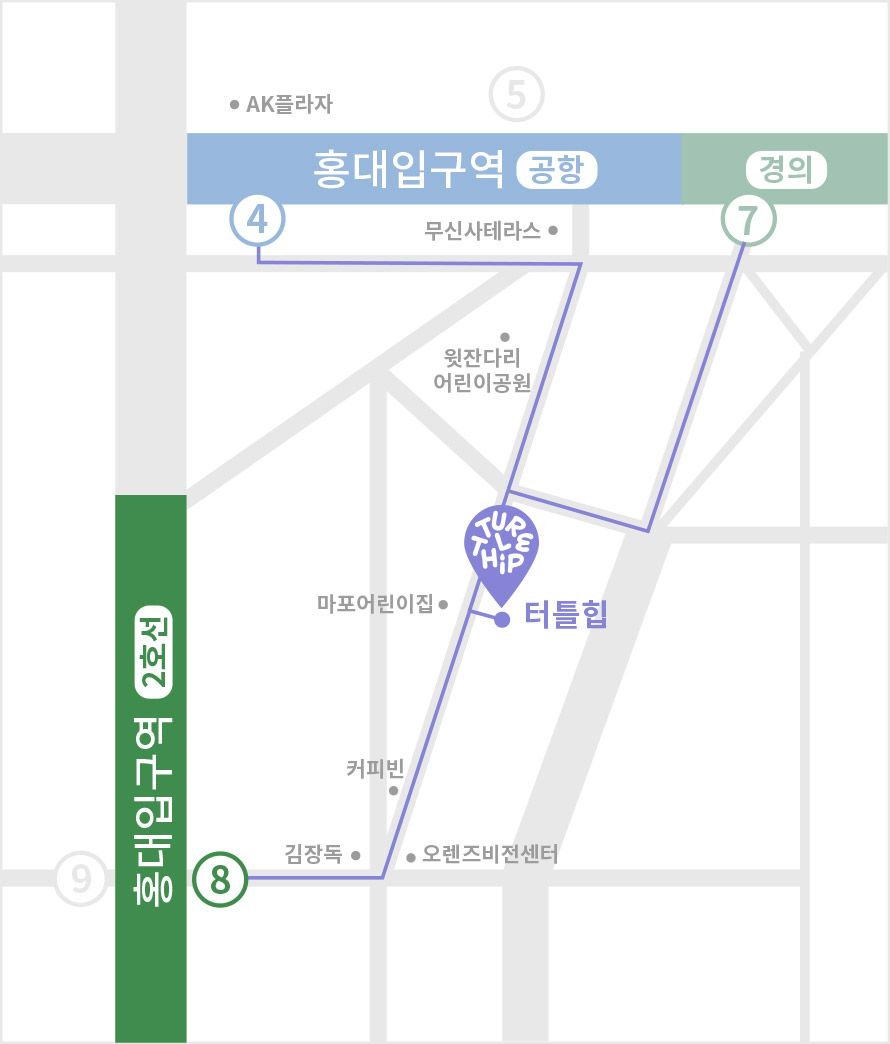 5
AK플라자
홍대입구역 공항
경의
4
무신사테라스
7
윗잔다리
어린이공원
TUR
TLE
HiP
마포어린이집
터틀힙
홍대입구역 2호선
커피빈
김장독
오렌즈비전센터
9
8